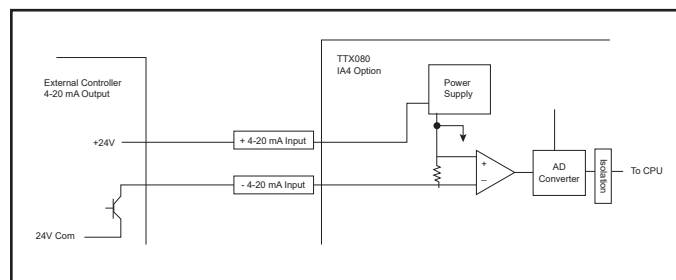 TTX080
IA4 Option
External Controller
4-20 mA Output
Power
Supply
+24V
+ 4-20 mA Input
+
–
AD
Converter
Isolation
To CPU
- 4-20 mA Input
24V Com